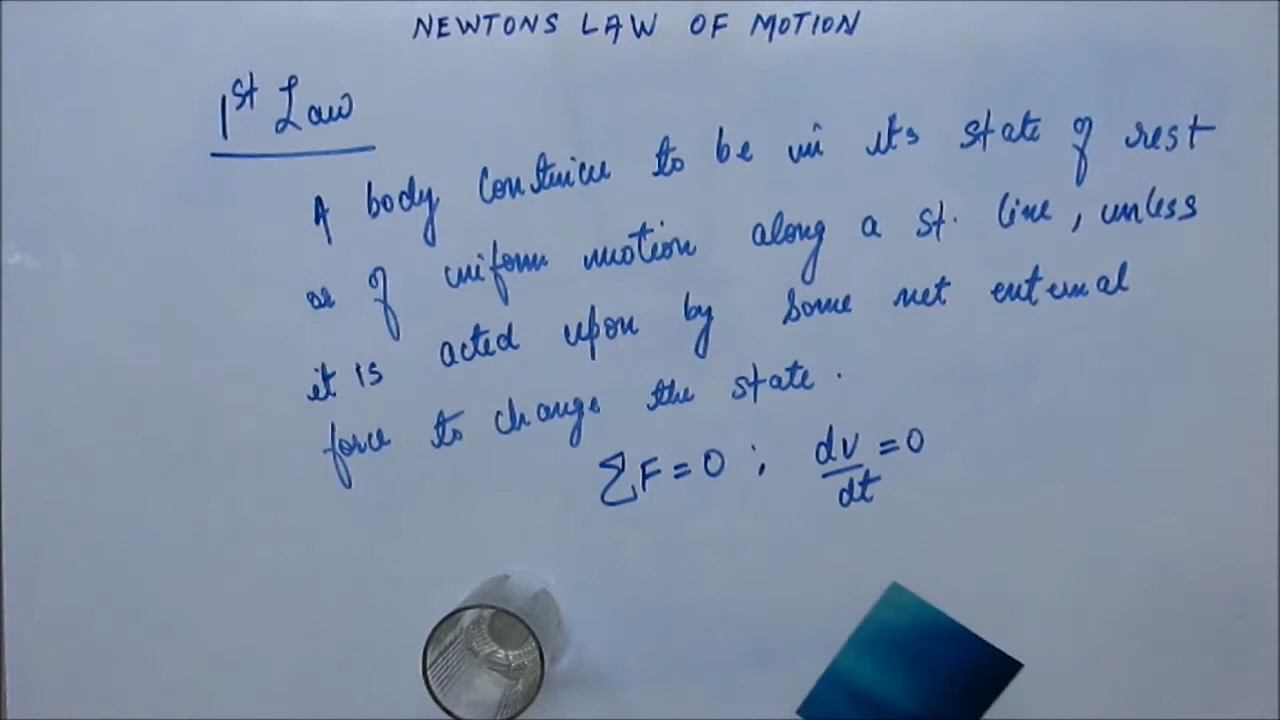 NEWTONS LAW OF MOTION
1st Law
A body continue to be in its state of rest
or of uniform motion along a st. line, unless
it is acted upon by some net external
force to change the state.
∑F = 0 ; dv/dt = 0